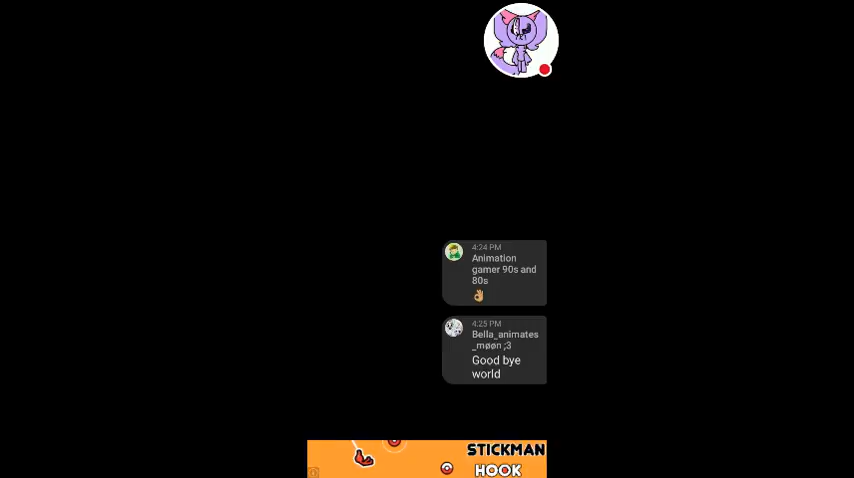 4:24 PM
Animation
gamer 90s and
80s
👌🏽
4:25 PM
Bella_animates
_møøn ;3
Good bye
world
STICKMAN
HOOK